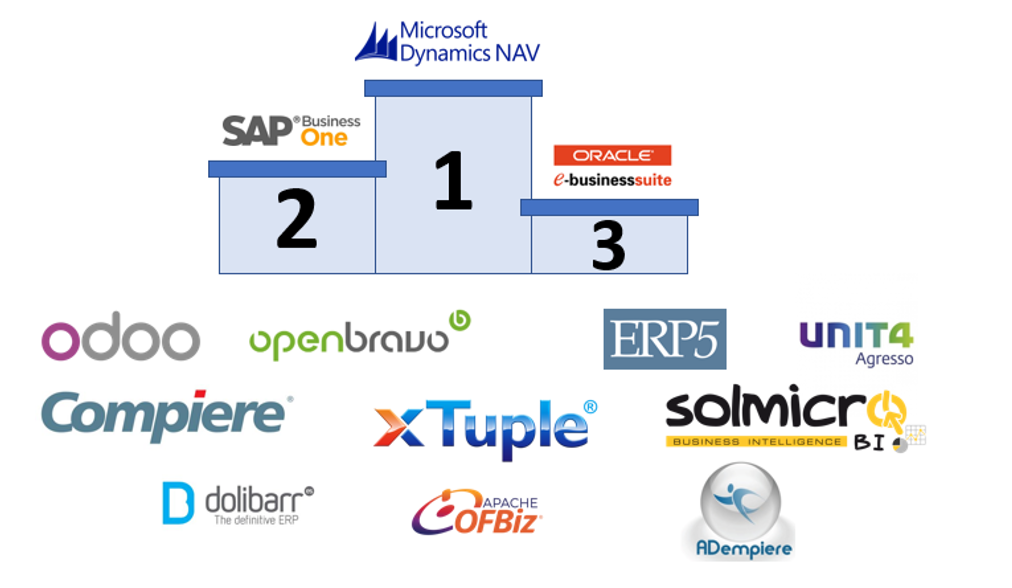 Microsoft
Dynamics NAV
SAP® Business
One
ORACLE®
e-businesssuite
1
2
3
odoo
openbravo b
ERP5
UNIT4
Agresso
Compiere®
xTuple®
solmicro
BUSINESS INTELLIGENCE BI
dolibarr
The definitive ERP
APACHE
OFBiz
ADempiere